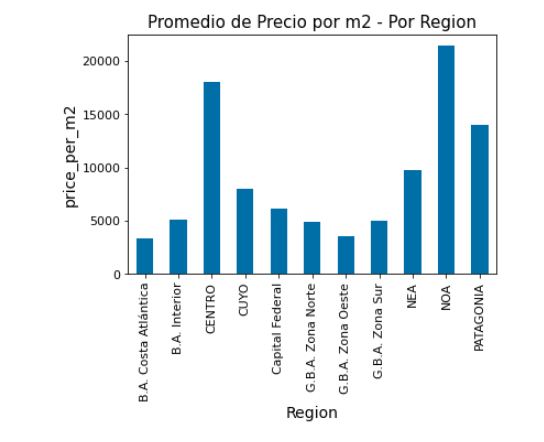 Promedio de Precio por m2 - Por Region
price_per_m2
20000
15000
10000
5000
0
B.A. Costa Atlántica
B.A. Interior
CENTRO
CUYO
Capital Federal
G.B.A. Zona Norte
G.B.A. Zona Oeste
G.B.A. Zona Sur
NEA
NOA
PATAGONIA
Region